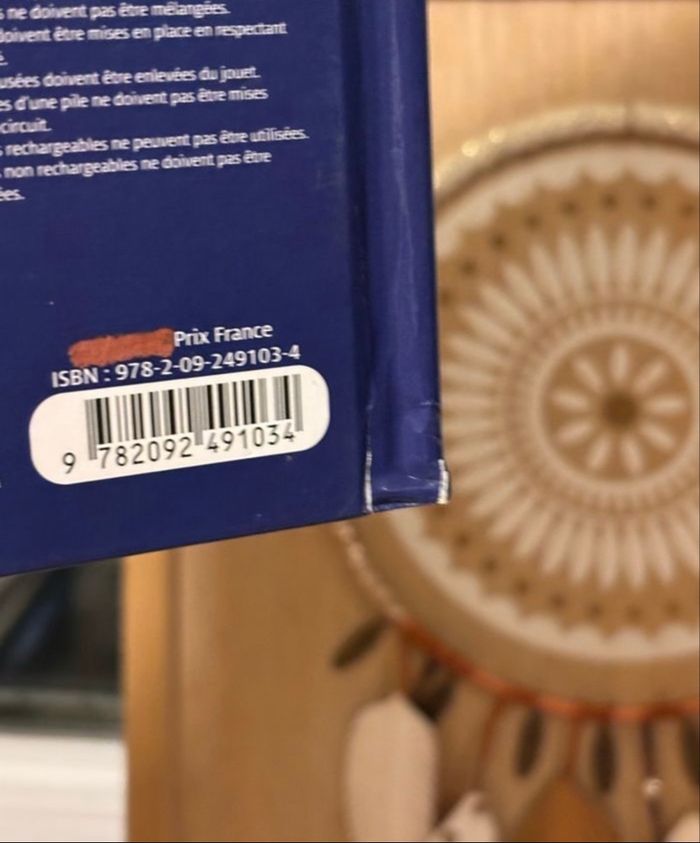 s ne doivent pas être mélangées.
doivent être mises en place en respectant
é.
usées doivent être enlevées du jouet.
es d'une pile ne doivent pas être mises
circuit.
s rechargeables ne peuvent pas être utilisées.
s non rechargeables ne doivent pas être
ées.
Prix France
ISBN : 978-2-09-249103-4
9 782092 491034